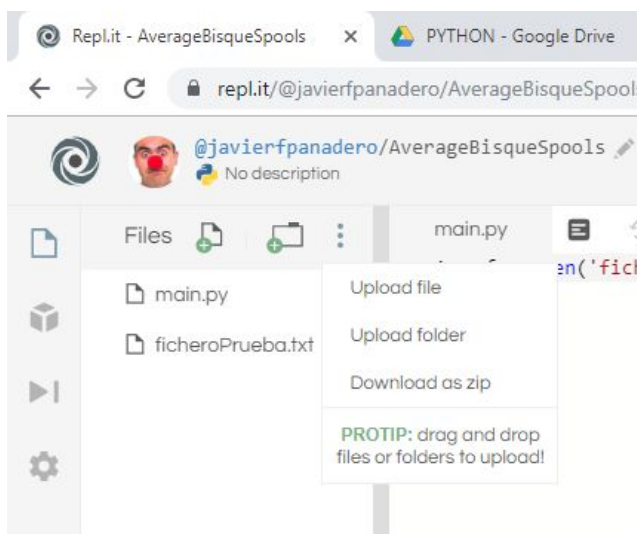 Repl.it - AverageBisqueSpools
PYTHON - Google Drive
repl.it/@javierfpanadero/AverageBisqueSpools
@javierfpanadero/AverageBisqueSpools
No description
Files
main.py
main.py
en('fich
Upload file
ficheroPrueba.txt
Upload folder
Download as zip
PROTIP: drag and drop
files or folders to upload!